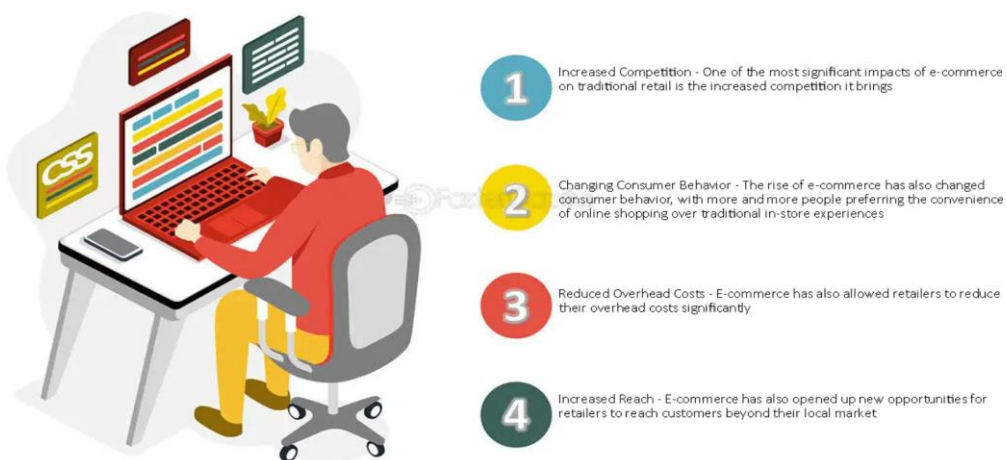 CSS
1
Increased Competition - One of the most significant impacts of e-commerce
on traditional retail is the increased competition it brings
2
Changing Consumer Behavior - The rise of e-commerce has also changed
consumer behavior, with more and more people preferring the convenience
of online shopping over traditional in-store experiences
3
Reduced Overhead Costs - E-commerce has also allowed retailers to reduce
their overhead costs significantly
4
Increased Reach - E-commerce has also opened up new opportunities for
retailers to reach customers beyond their local market